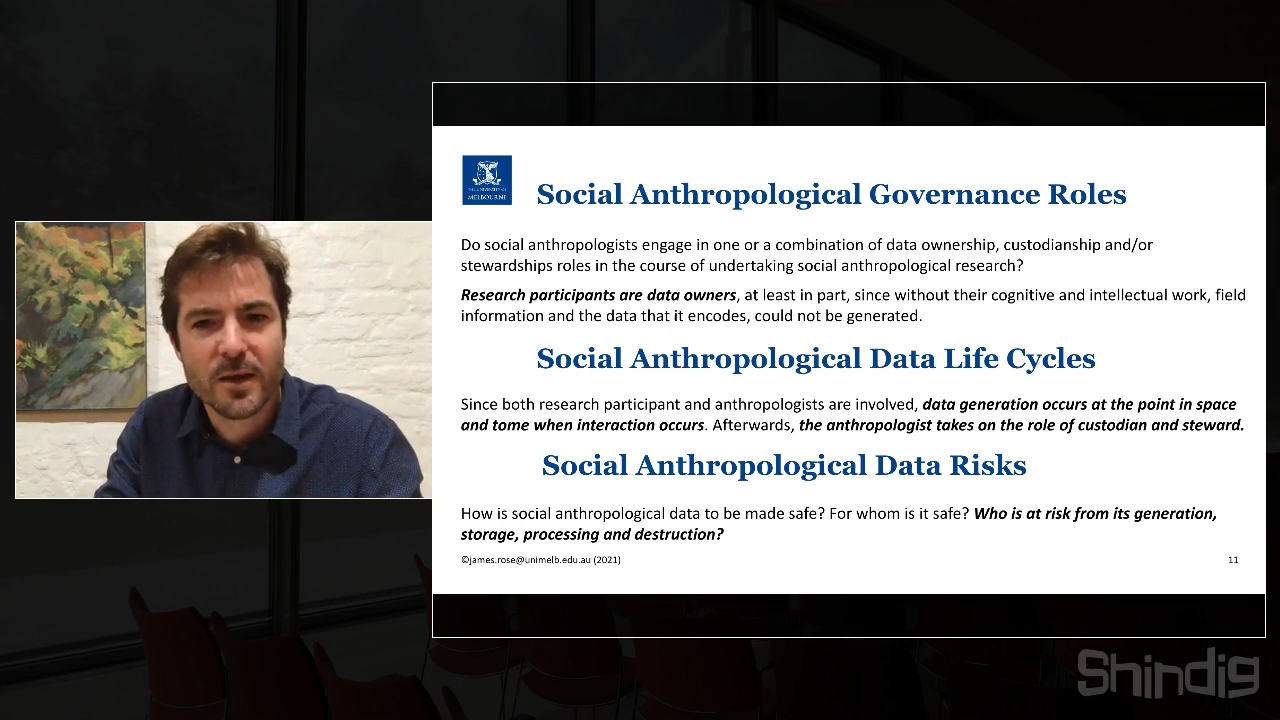 THE UNIVERSITY OF
MELBOURNE
Social Anthropological Governance Roles
Do social anthropologists engage in one or a combination of data ownership, custodianship and/or
stewardships roles in the course of undertaking social anthropological research?
Research participants are data owners, at least in part, since without their cognitive and intellectual work, field
information and the data that it encodes, could not be generated.
Social Anthropological Data Life Cycles
Since both research participant and anthropologists are involved, data generation occurs at the point in space
and tome when interaction occurs. Afterwards, the anthropologist takes on the role of custodian and steward.
Social Anthropological Data Risks
How is social anthropological data to be made safe? For whom is it safe? Who is at risk from its generation,
storage, processing and destruction?
©james.rose@unimelb.edu.au (2021)
11
Shindig